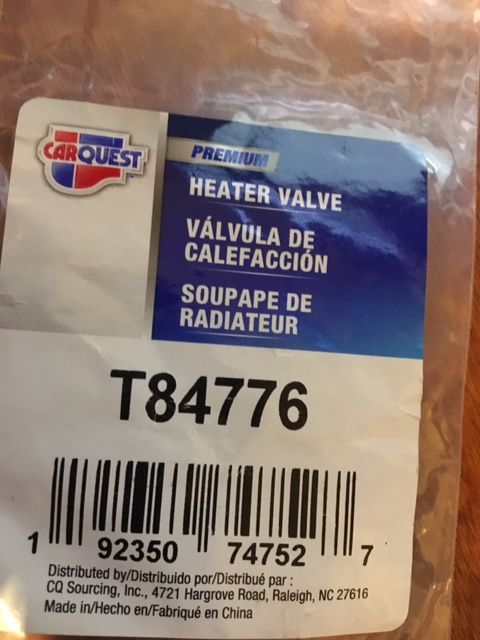 CARQUEST
PREMIUM
HEATER VALVE
VÁLVULA DE
CALEFACCIÓN
SOUPAPE DE
RADIATEUR
T84776
1 92350 74752 7
Distributed by/Distribuido por/Distribué par :
CQ Sourcing, Inc., 4721 Hargrove Road, Raleigh, NC 27616
Made in/Hecho en/Fabriqué en China